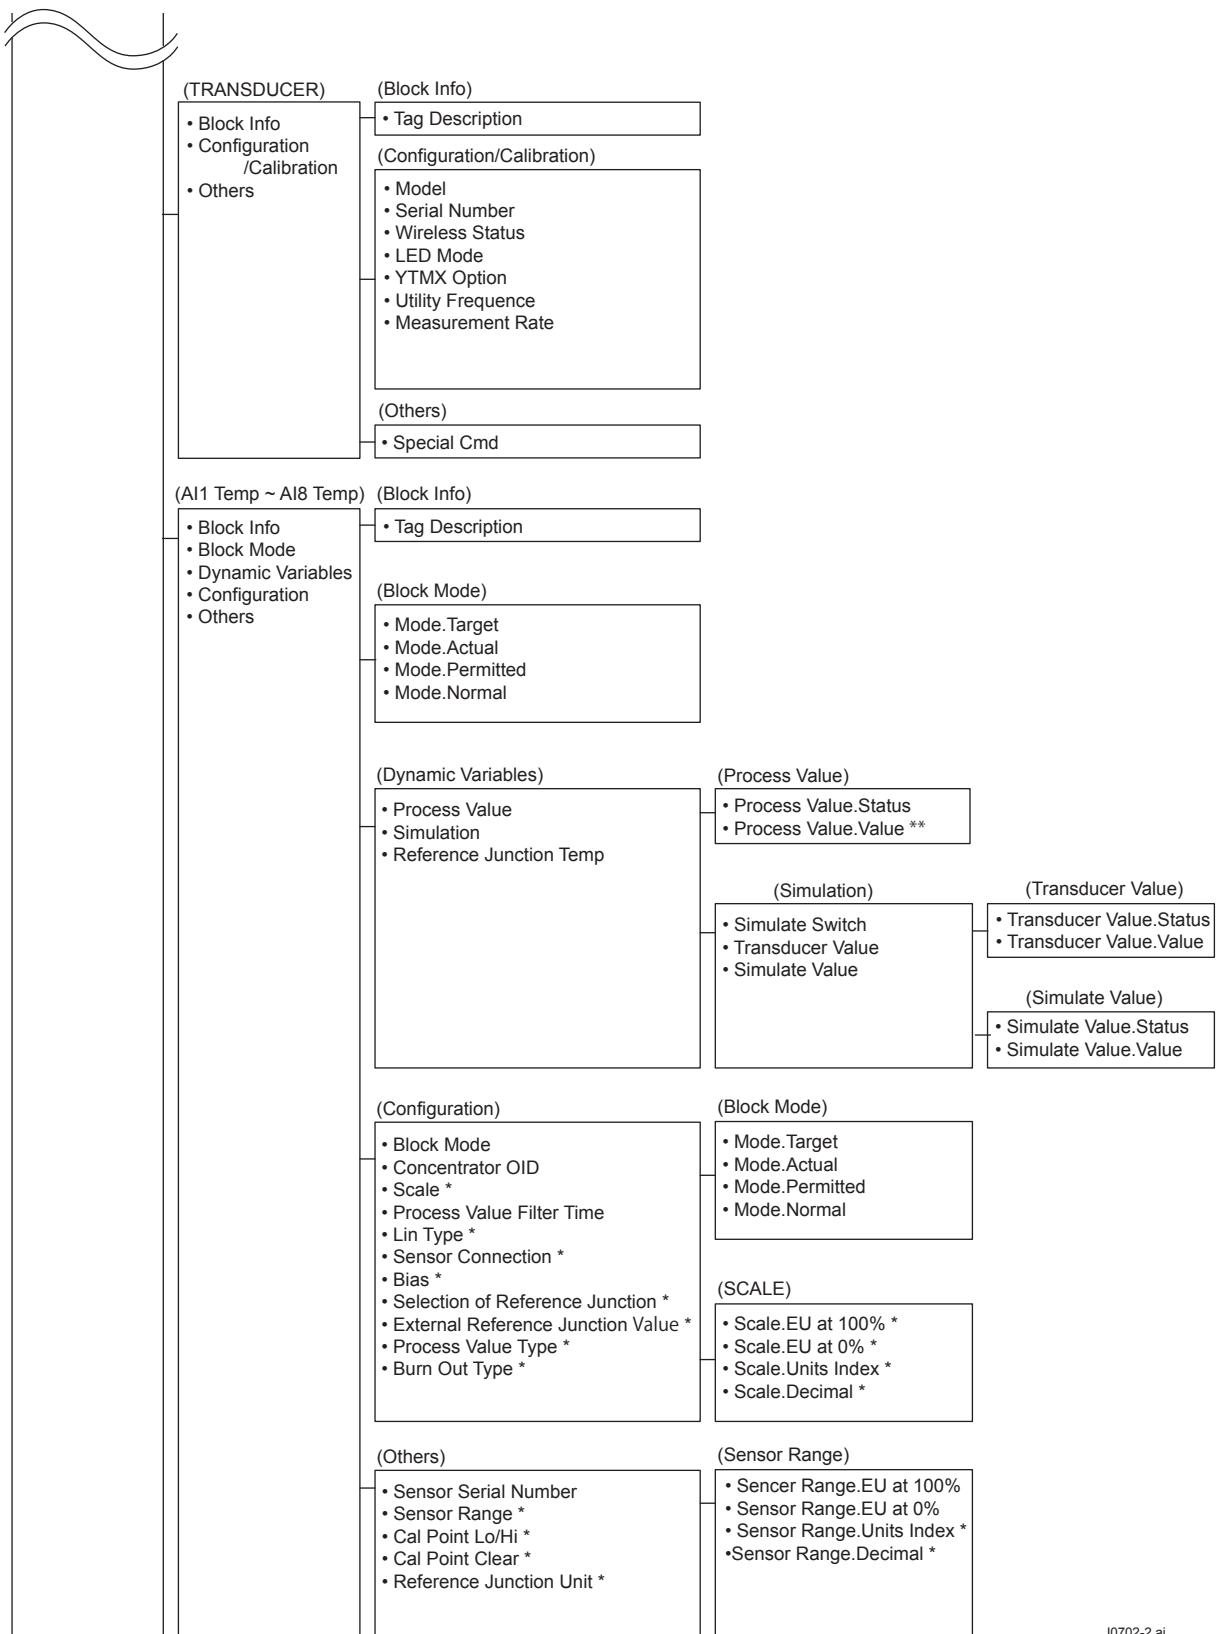 (TRANSDUCER)
• Block Info
• Configuration
/Calibration
• Others
(Block Info)
• Tag Description
(Configuration/Calibration)
• Model
• Serial Number
• Wireless Status
• LED Mode
• YTMX Option
• Utility Frequence
• Measurement Rate
(Others)
• Special Cmd
(AI1 Temp ~ AI8 Temp)
• Block Info
• Block Mode
• Dynamic Variables
• Configuration
• Others
(Block Info)
• Tag Description
(Block Mode)
• Mode.Target
• Mode.Actual
• Mode.Permitted
• Mode.Normal
(Dynamic Variables)
• Process Value
• Simulation
• Reference Junction Temp
(Process Value)
• Process Value.Status
• Process Value.Value **
(Simulation)
• Simulate Switch
• Transducer Value
• Simulate Value
(Transducer Value)
• Transducer Value.Status
• Transducer Value.Value
(Simulate Value)
• Simulate Value.Status
• Simulate Value.Value
(Configuration)
• Block Mode
• Concentrator OID
• Scale *
• Process Value Filter Time
• Lin Type *
• Sensor Connection *
• Bias *
• Selection of Reference Junction *
• External Reference Junction Value *
• Process Value Type *
• Burn Out Type *
(Block Mode)
• Mode.Target
• Mode.Actual
• Mode.Permitted
• Mode.Normal
(SCALE)
• Scale.EU at 100% *
• Scale.EU at 0% *
• Scale.Units Index *
• Scale.Decimal *
(Others)
• Sensor Serial Number
• Sensor Range *
• Cal Point Lo/Hi *
• Cal Point Clear *
• Reference Junction Unit *
(Sensor Range)
• Sencer Range.EU at 100%
• Sensor Range.EU at 0%
• Sensor Range.Units Index *
•Sensor Range.Decimal *
J0702-2.ai